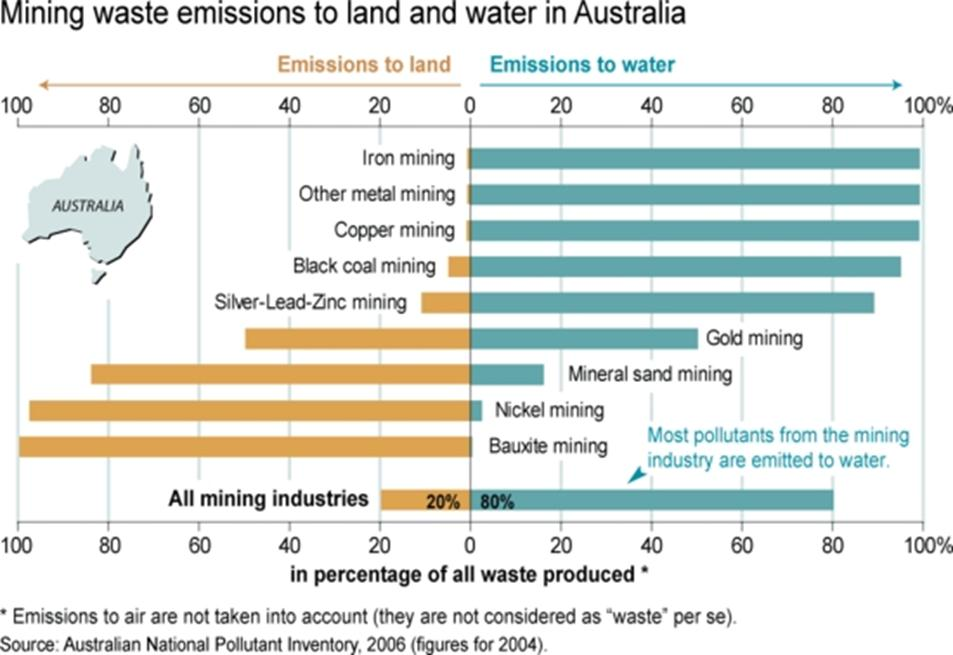 Mining waste emissions to land and water in Australia
Emissions to land
Emissions to water
100 80 60 40 20 0 20 40 60 80 100%
AUSTRALIA
Iron mining
Other metal mining
Copper mining
Black coal mining
Silver-Lead-Zinc mining
Gold mining
Mineral sand mining
Nickel mining
Bauxite mining
Most pollutants from the mining
industry are emitted to water.
All mining industries 20% 80%
100 80 60 40 20 0 20 40 60 80 100%
in percentage of all waste produced *
* Emissions to air are not taken into account (they are not considered as “waste” per se).
Source: Australian National Pollutant Inventory, 2006 (figures for 2004).